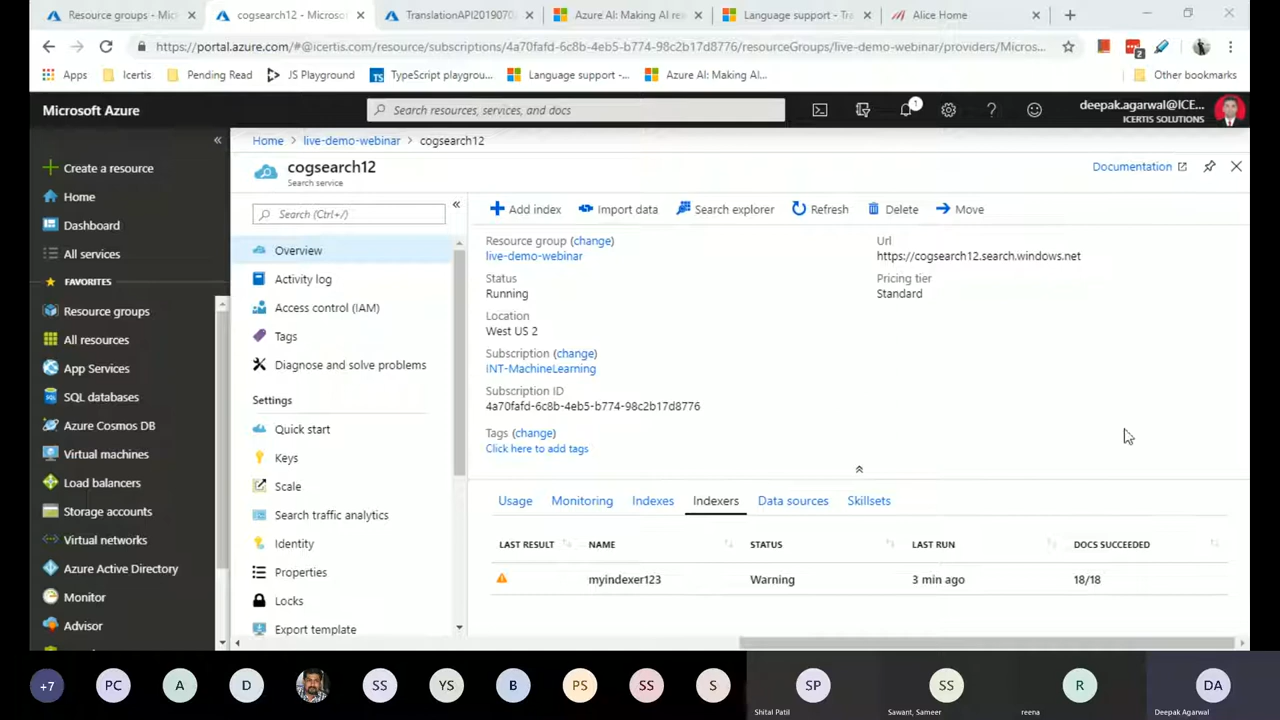 Resource groups - Mic
cogsearch12 - Microsof
TranslationAPI2019070
Azure AI: Making AI re
Language support - Tra
Alice Home
https://portal.azure.com/#@icertis.com/resource/subscriptions/4a70fafd-6c8b-4eb5-b774-98c2b17d8776/resourceGroups/live-demo-webinar/providers/Micros...
2
Apps
Icertis
Pending Read
JS Playground
TypeScript playgrou...
Language support -...
Azure AI: Making AI...
Other bookmarks
Microsoft Azure
Search resources, services, and docs
1
deepak.agarwal@ICE...
ICERTIS SOLUTIONS
Create a resource
Home
Dashboard
All services
FAVORITES
Resource groups
All resources
App Services
SQL databases
Azure Cosmos DB
Virtual machines
Load balancers
Storage accounts
Virtual networks
Azure Active Directory
Monitor
Advisor
Home > live-demo-webinar > cogsearch12
cogsearch12
Search service
Documentation
Search (Ctrl+/)
Overview
Activity log
Access control (IAM)
Tags
Diagnose and solve problems
Settings
Quick start
Keys
Scale
Search traffic analytics
Identity
Properties
Locks
Export template
Add index
Import data
Search explorer
Refresh
Delete
Move
Resource group (change)
live-demo-webinar
Status
Running
Location
West US 2
Subscription (change)
INT-MachineLearning
Subscription ID
4a70fafd-6c8b-4eb5-b774-98c2b17d8776
Tags (change)
Click here to add tags
Url
https://cogsearch12.search.windows.net
Pricing tier
Standard
Usage
Monitoring
Indexes
Indexers
Data sources
Skillsets
LAST RESULT NAME STATUS LAST RUN DOCS SUCCEEDED
myindexer123 Warning 3 min ago 18/18
+7
PC
A
D
SS
YS
B
PS
SS
S
SP
Shital Patil
SS
Sawant, Sameer
R
reena
DA
Deepak Agarwal